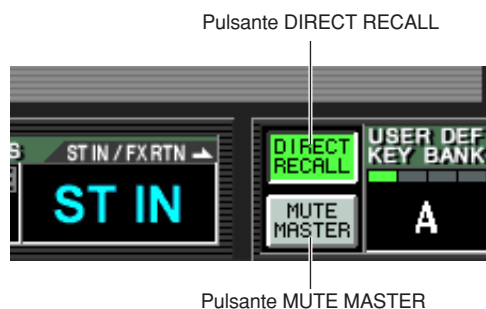 Pulsante DIRECT RECALL
ST IN / FX RTN
ST IN
DIRECT
RECALL
USER DEF
KEY BANK
MUTE
MASTER
A
Pulsante MUTE MASTER